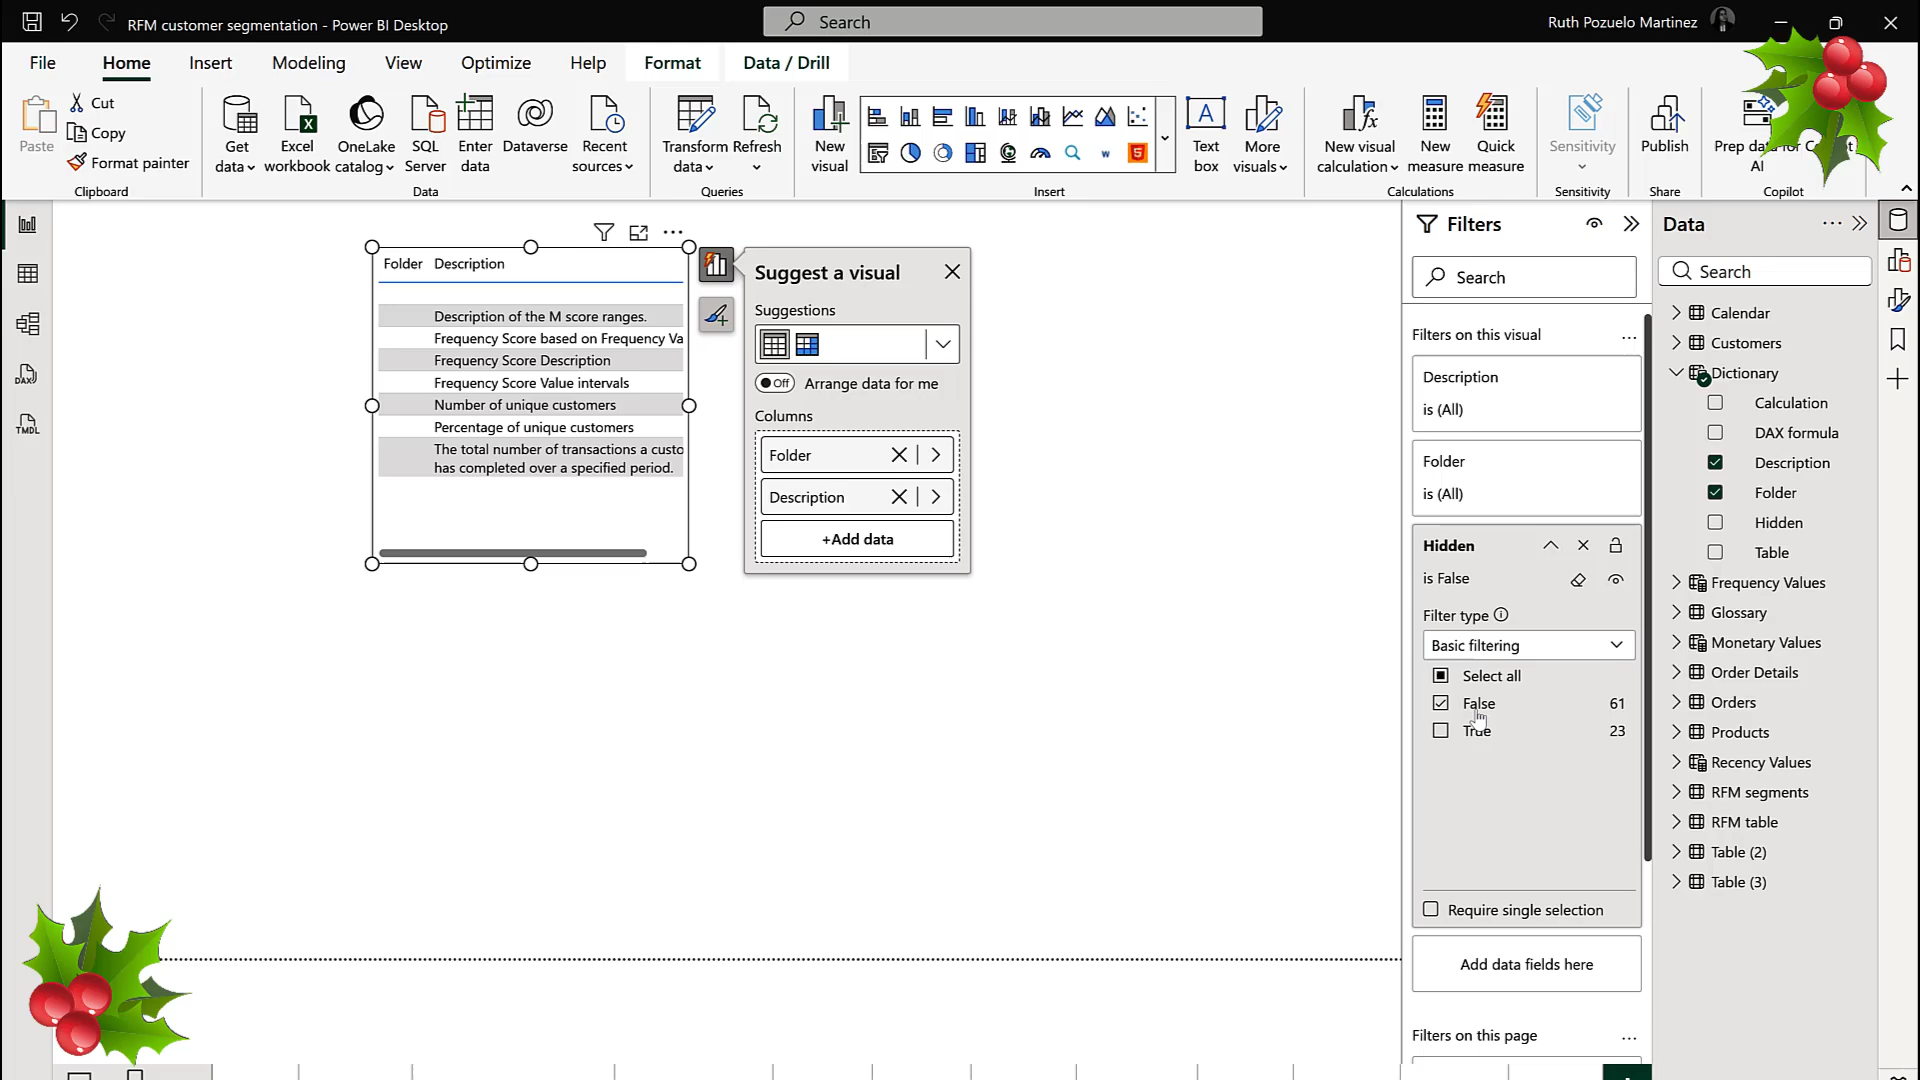 RFM customer segmentation - Power BI Desktop
Search
Ruth Pozuelo Martinez
File Home Insert Modeling View Optimize Help Format Data / Drill
Paste
Cut
Copy
Format painter
Clipboard
Get data
Excel workbook
OneLake catalog
SQL Server
Enter data
Dataverse
Recent sources
Data
Transform data
Refresh
Queries
New visual
Text box
More visuals
Insert
New visual calculation
New measure
Quick measure
Calculations
Sensitivity
Sensitivity
Publish
Share
Prep data for
AI
Copilot
Folder Description
Description of the M score ranges.
Frequency Score based on Frequency Va
Frequency Score Description
Frequency Score Value intervals
Number of unique customers
Percentage of unique customers
The total number of transactions a custo
has completed over a specified period.
Suggest a visual
Suggestions
Off Arrange data for me
Columns
Folder
Description
+Add data
Filters
Search
Filters on this visual
Description
is (All)
Folder
is (All)
Hidden
is False
Filter type
Basic filtering
Select all
False 61
True 23
Require single selection
Add data fields here
Filters on this page
Data
Search
Calendar
Customers
Dictionary
Calculation
DAX formula
Description
Folder
Hidden
Table
Frequency Values
Glossary
Monetary Values
Order Details
Orders
Products
Recency Values
RFM segments
RFM table
Table (2)
Table (3)
DAX
TMDL